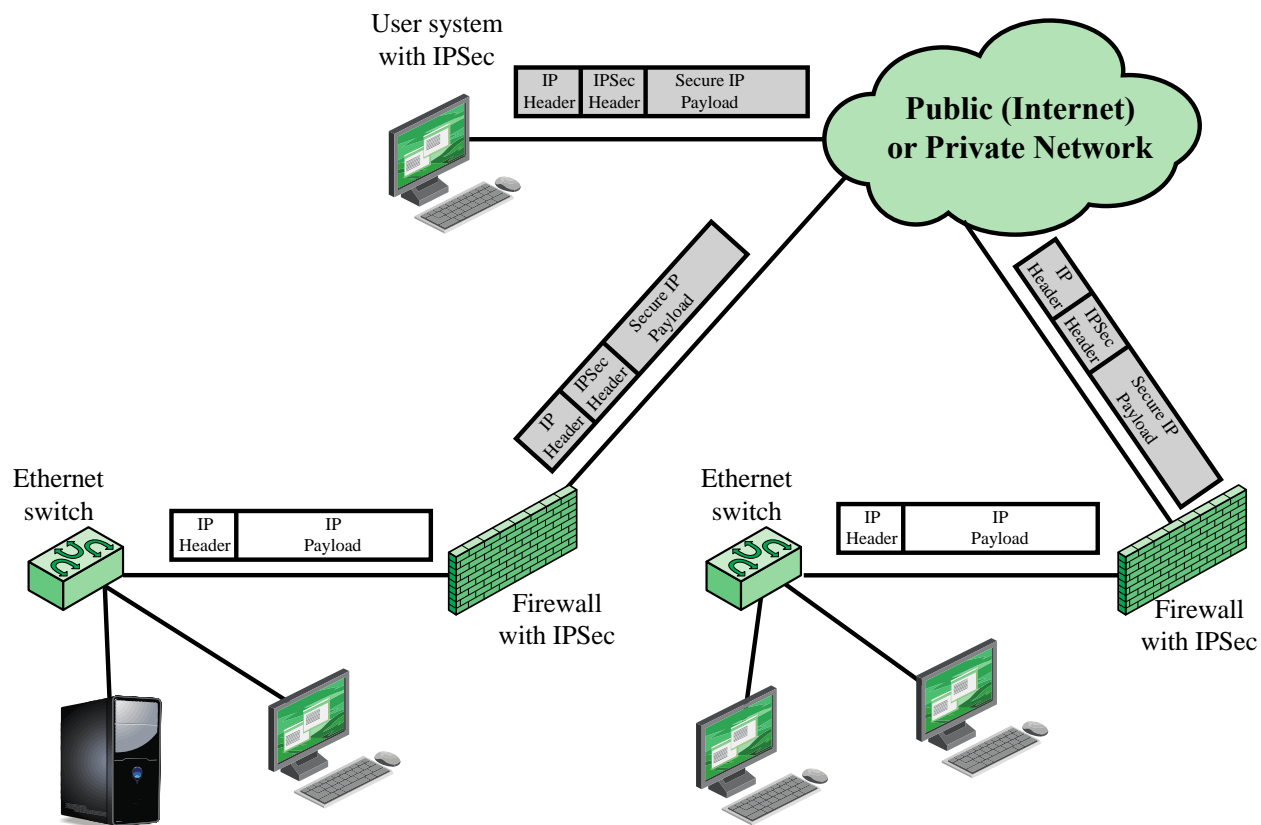 User system
with IPSec
IP
Header
IPSec
Header
Secure IP
Payload
Public (Internet)
or Private Network
IP
Header
IPSec
Header
Secure IP
Payload
IP
Header
IPSec
Header
Secure IP
Payload
Ethernet
switch
IP
Header
IP
Payload
Firewall
with IPSec
Ethernet
switch
IP
Header
IP
Payload
Firewall
with IPSec